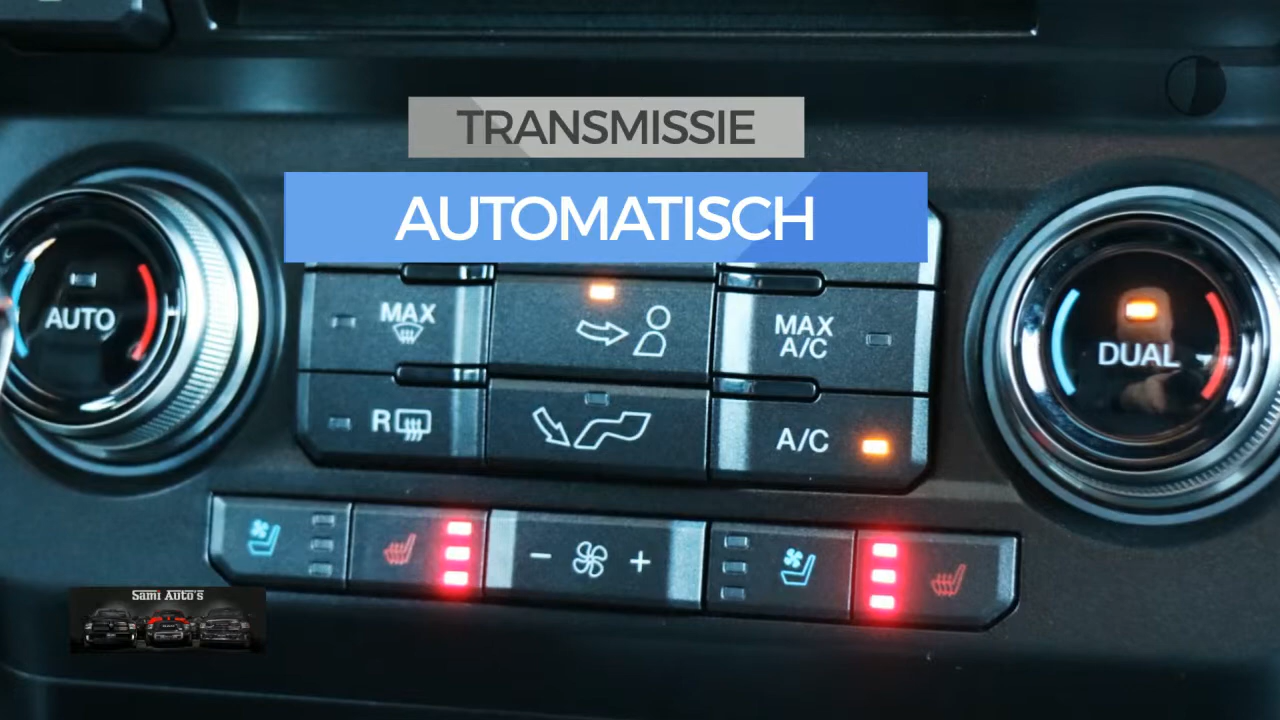 TRANSMISSIE
AUTOMATISCH
AUTO
MAX
MAX
A/C
DUAL
R
A/C
- +
Sami Auto's